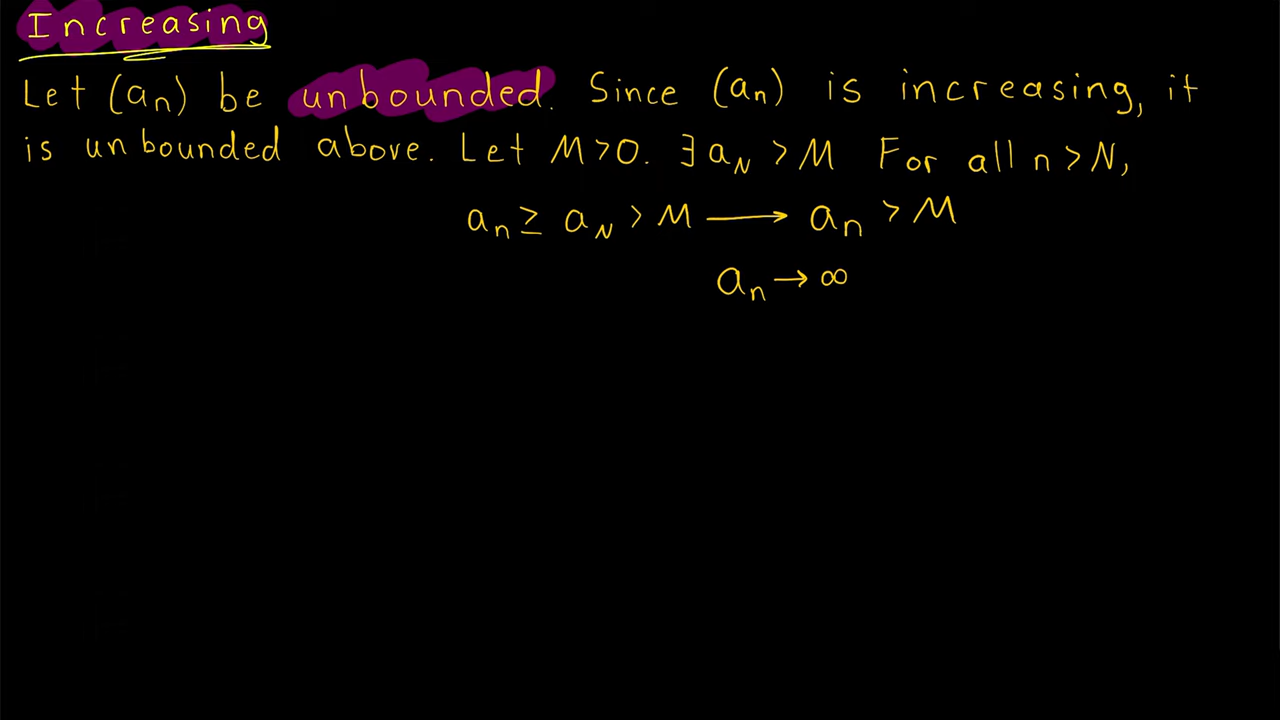 Increasing
Let (aₙ) be unbounded. Since (aₙ) is increasing, it
is unbounded above. Let M>0. ∃ a_N > M For all n > N,
aₙ ≥ a_N > M ⟶ aₙ > M
aₙ → ∞